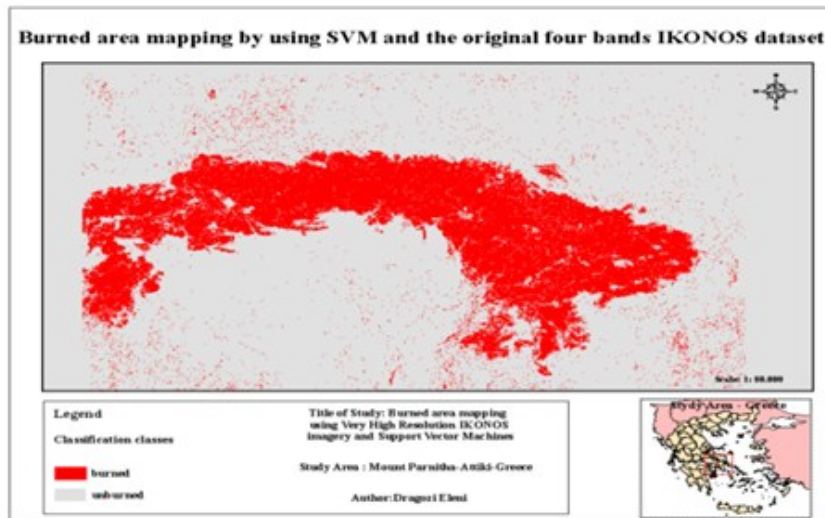 Burned area mapping by using SVM and the original four bands IKONOS dataset
N
W E
S
Scale: 1: 80.000
Legend
Classification classes
burned
unburned
Title of Study: Burned area mapping
using Very High Resolution IKONOS
imagery and Support Vector Machines
Study Area : Mount Parnitha-Attiki-Greece
Author:Dragozi Eleni
Study Area - Greece